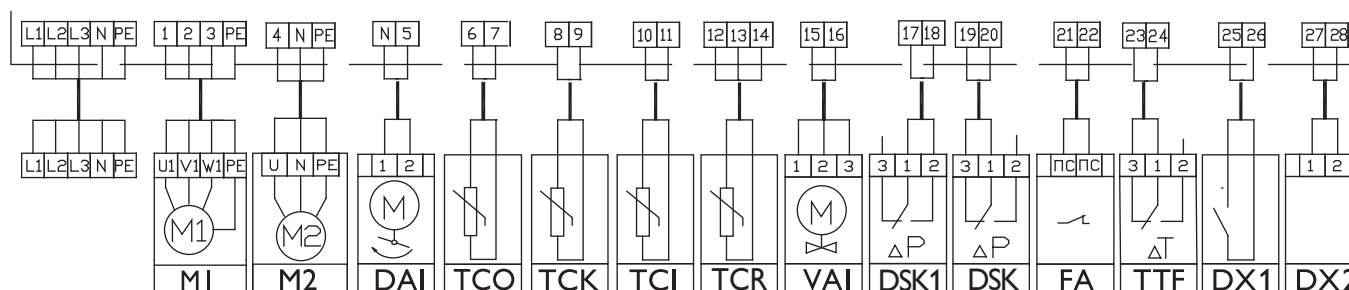 L1 L2 L3 N PE 1 2 3 PE 4 N PE N 5 6 7 8 9 10 11 12 13 14 15 16 17 18 19 20 21 22 23 24 25 26 27 28
L1 L2 L3 N PE U1 V1 W1 PE U N PE 1 2 1 2 3 3 1 2 3 1 2 ПС ПС 3 1 2 1 2
M1 M2 M M
ΔP ΔP ΔT
M1 M2 DAI TCO TCK TCI TCR VAI DSK1 DSK FA TTF DX1 DX2